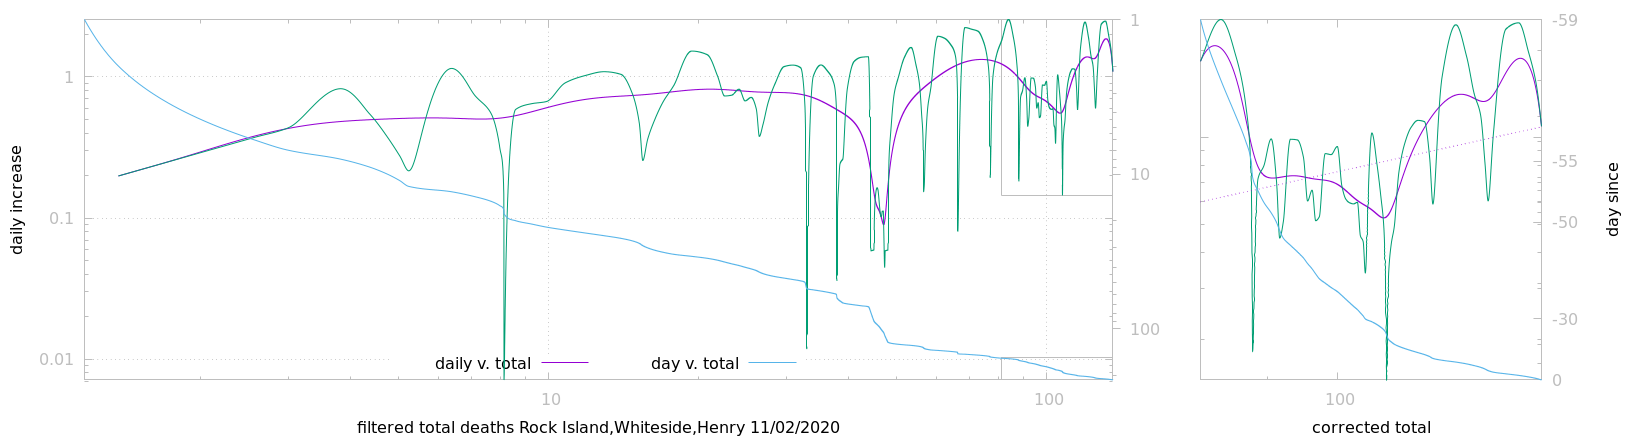 daily increase
1
0.1
0.01
daily v. total
day v. total
10
100
1
10
100
filtered total deaths Rock Island,Whiteside,Henry 11/02/2020
-59
-55
-50
-30
0
day since
100
corrected total